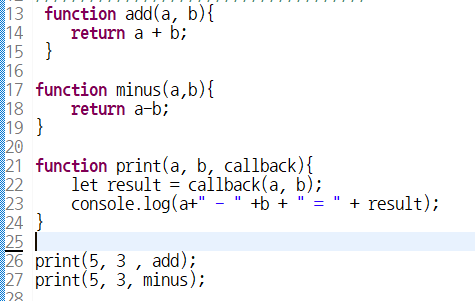 13 function add(a, b){
14 return a + b;
15 }
16
17 function minus(a,b){
18 return a-b;
19 }
20
21 function print(a, b, callback){
22 let result = callback(a, b);
23 console.log(a+" - " +b + " = " + result);
24 }
25
26 print(5, 3 , add);
27 print(5, 3, minus);
28